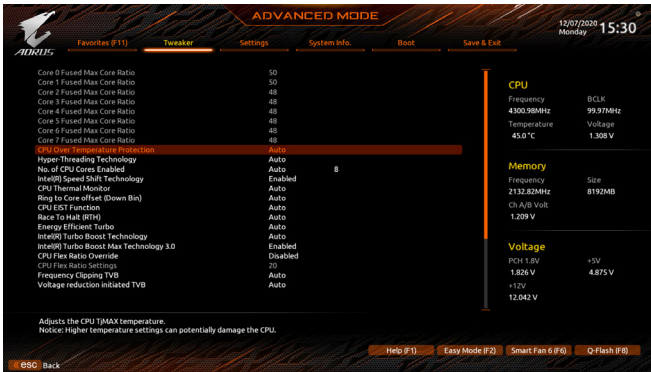 ADVANCED MODE
12/07/2020 15:30
Monday
AORUS
Favorites (F11) Tweaker Settings System Info. Boot Save & Exit
Core 0 Fused Max Core Ratio 50
Core 1 Fused Max Core Ratio 50
Core 2 Fused Max Core Ratio 48
Core 3 Fused Max Core Ratio 48
Core 4 Fused Max Core Ratio 48
Core 5 Fused Max Core Ratio 48
Core 6 Fused Max Core Ratio 48
Core 7 Fused Max Core Ratio 48
CPU Over Temperature Protection Auto
Hyper-Threading Technology Auto
No. of CPU Cores Enabled Auto 8
Intel(R) Speed Shift Technology Enabled
CPU Thermal Monitor Auto
Ring to Core offset (Down Bin) Auto
CPU EIST Function Auto
Race To Halt (RTH) Auto
Energy Efficient Turbo Auto
Intel(R) Turbo Boost Technology Auto
Intel(R) Turbo Boost Max Technology 3.0 Enabled
CPU Flex Ratio Override Disabled
CPU Flex Ratio Settings 20
Frequency Clipping TVB Auto
Voltage reduction initiated TVB Auto
CPU
Frequency BCLK
4300.98MHz 99.97MHz
Temperature Voltage
45.0 °C 1.308 V
Memory
Frequency Size
2132.82MHz 8192MB
Ch A/B Volt
1.209 V
Voltage
PCH 1.8V +5V
1.826 V 4.875 V
+12V
12.042 V
Adjusts the CPU TjMAX temperature.
Notice: Higher temperature settings can potentially damage the CPU.
Help (F1) Easy Mode (F2) Smart Fan 6 (F6) Q-Flash (F8)
esc Back